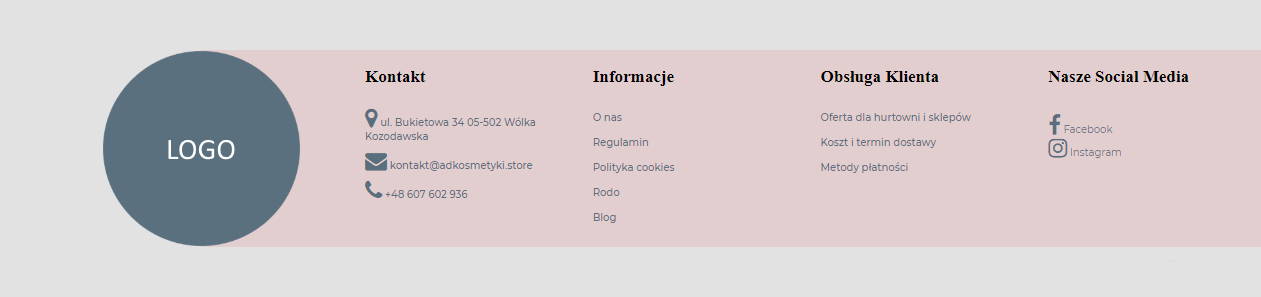 LOGO
Kontakt
ul. Bukietowa 34 05-502 Wólka
Kozodawska
kontakt@adkosmetyki.store
+48 607 602 936
Informacje
O nas
Regulamin
Polityka cookies
Rodo
Blog
Obsługa Klienta
Oferta dla hurtowni i sklepów
Koszt i termin dostawy
Metody płatności
Nasze Social Media
Facebook
Instagram